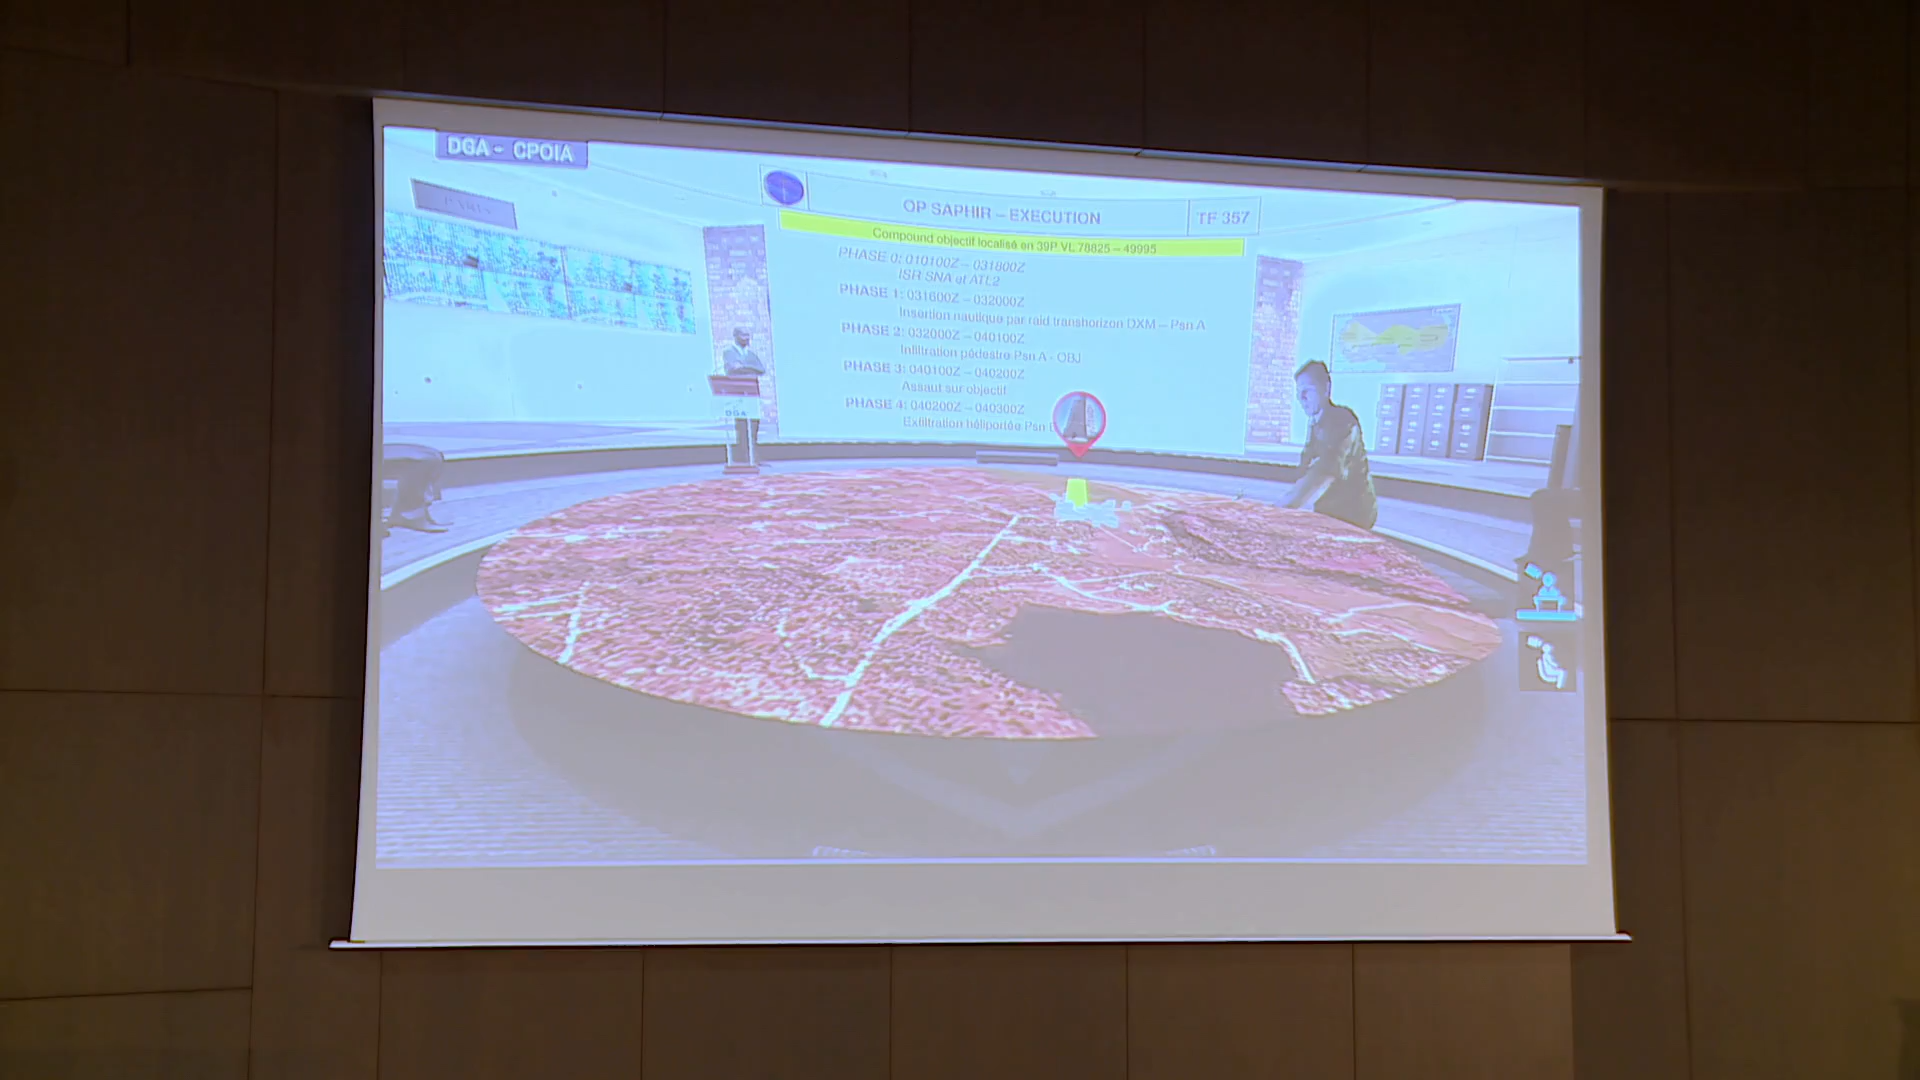 DGA - CPOIA
OP SAPHIR – EXECUTION
TF 357
Compound objectif localisé en 39P VL 78825 – 49995
PHASE 0: 010100Z – 031800Z
ISR SNA et ATL2
PHASE 1: 031600Z – 032000Z
Insertion nautique par raid transhorizon DXM – Psn A
PHASE 2: 032000Z – 040100Z
Infiltration pédestre Psn A - OBJ
PHASE 3: 040100Z – 040200Z
Assaut sur objectif
PHASE 4: 040200Z – 040300Z
Exfiltration héliportée Psn
DGA